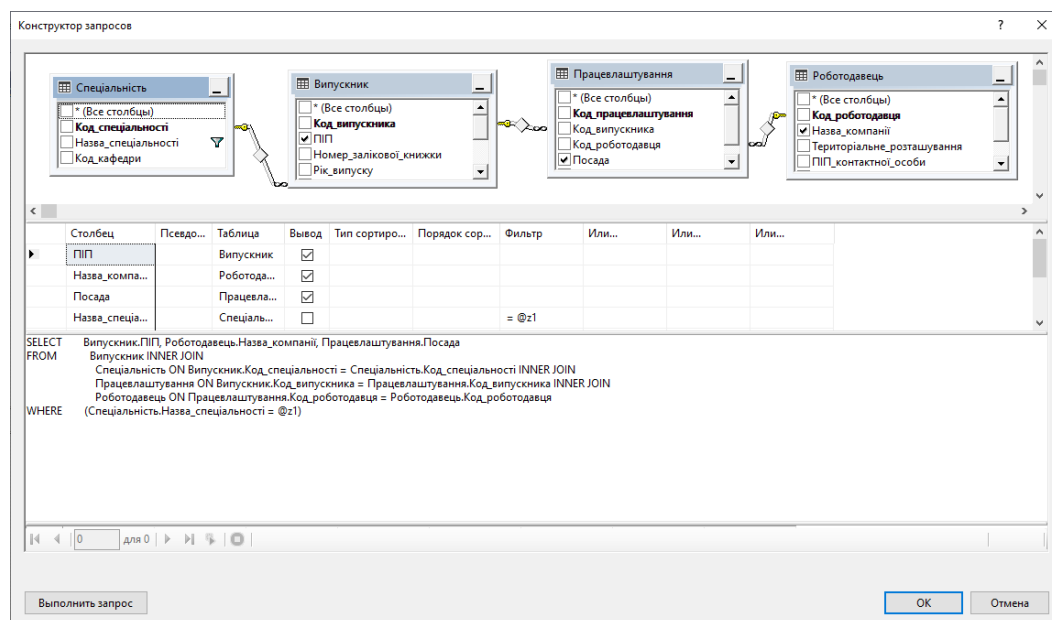 Конструктор запросов
?
Спеціальність
* (Все столбцы)
Код_спеціальності
Назва_спеціальності
Код_кафедри
Випускник
* (Все столбцы)
Код_випускника
ПІП
Номер_залікової_книжки
Рік_випуску
Працевлаштування
* (Все столбцы)
Код_працевлаштування
Код_випускника
Код_роботодавця
Посада
Роботодавець
* (Все столбцы)
Код_роботодавця
Назва_компанії
Територіальне_розташування
ПІП_контактної_особи
Столбец Псевдо... Таблица Вывод Тип сортиро... Порядок сор... Фильтр Или... Или... Или...
ПІП Випускник
Назва_компа... Роботода...
Посада Працевла...
Назва_спеціа... Спеціаль... = @z1
SELECT Випускник.ПІП, Роботодавець.Назва_компанії, Працевлаштування.Посада
FROM Випускник INNER JOIN
Спеціальність ON Випускник.Код_спеціальності = Спеціальність.Код_спеціальності INNER JOIN
Працевлаштування ON Випускник.Код_випускника = Працевлаштування.Код_випускника INNER JOIN
Роботодавець ON Працевлаштування.Код_роботодавця = Роботодавець.Код_роботодавця
WHERE (Спеціальність.Назва_спеціальності = @z1)
0 для 0
Выполнить запрос OK Отмена